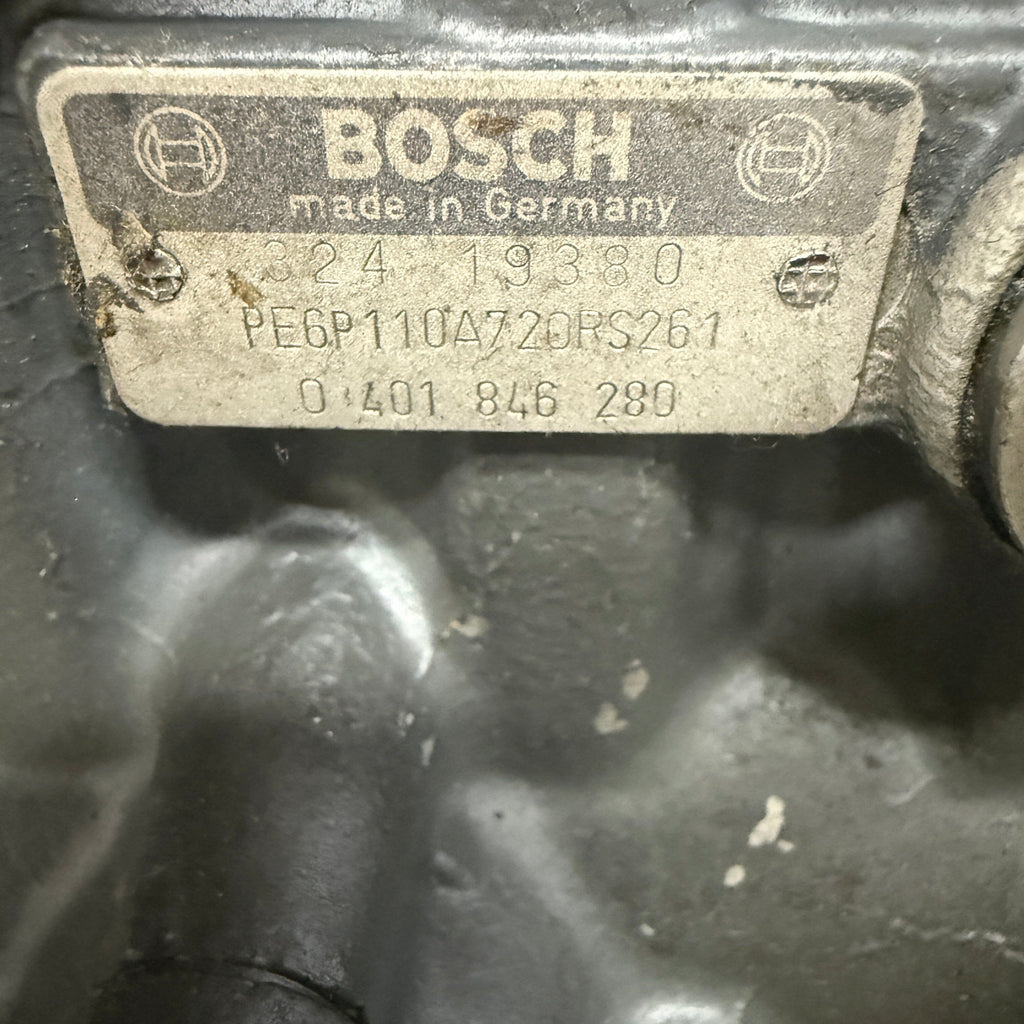 BOSCH
made in Germany
324 19380
PE6P110A720RS261
0 401 846 280